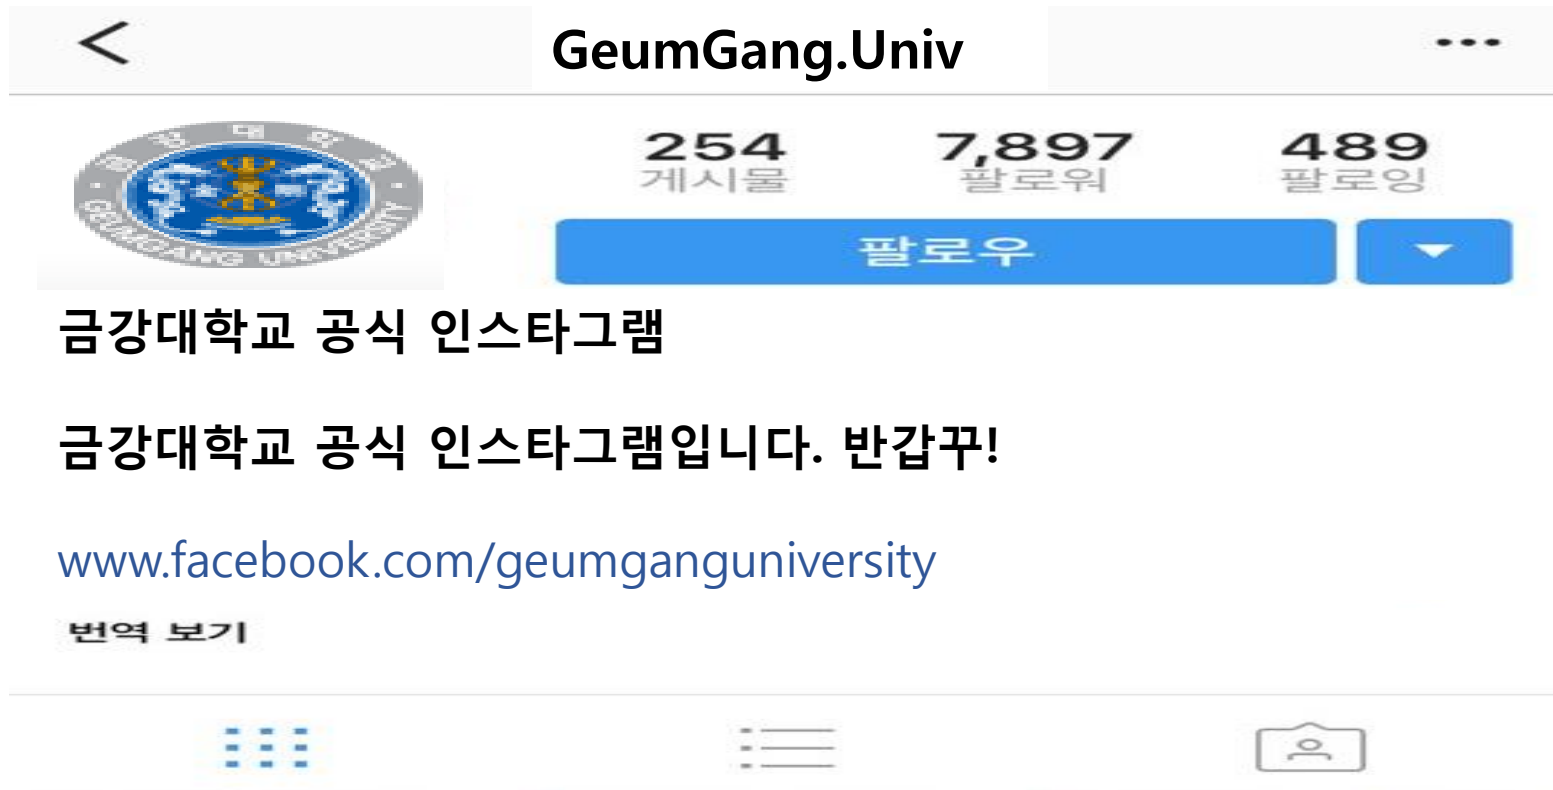 GeumGang.Univ
254 7,897 489
게시물 팔로워 팔로잉
팔로우
GEUMGANG UNIVERSITY
금강대학교 공식 인스타그램
금강대학교 공식 인스타그램입니다. 반갑꾸!
www.facebook.com/geumganguniversity
번역 보기